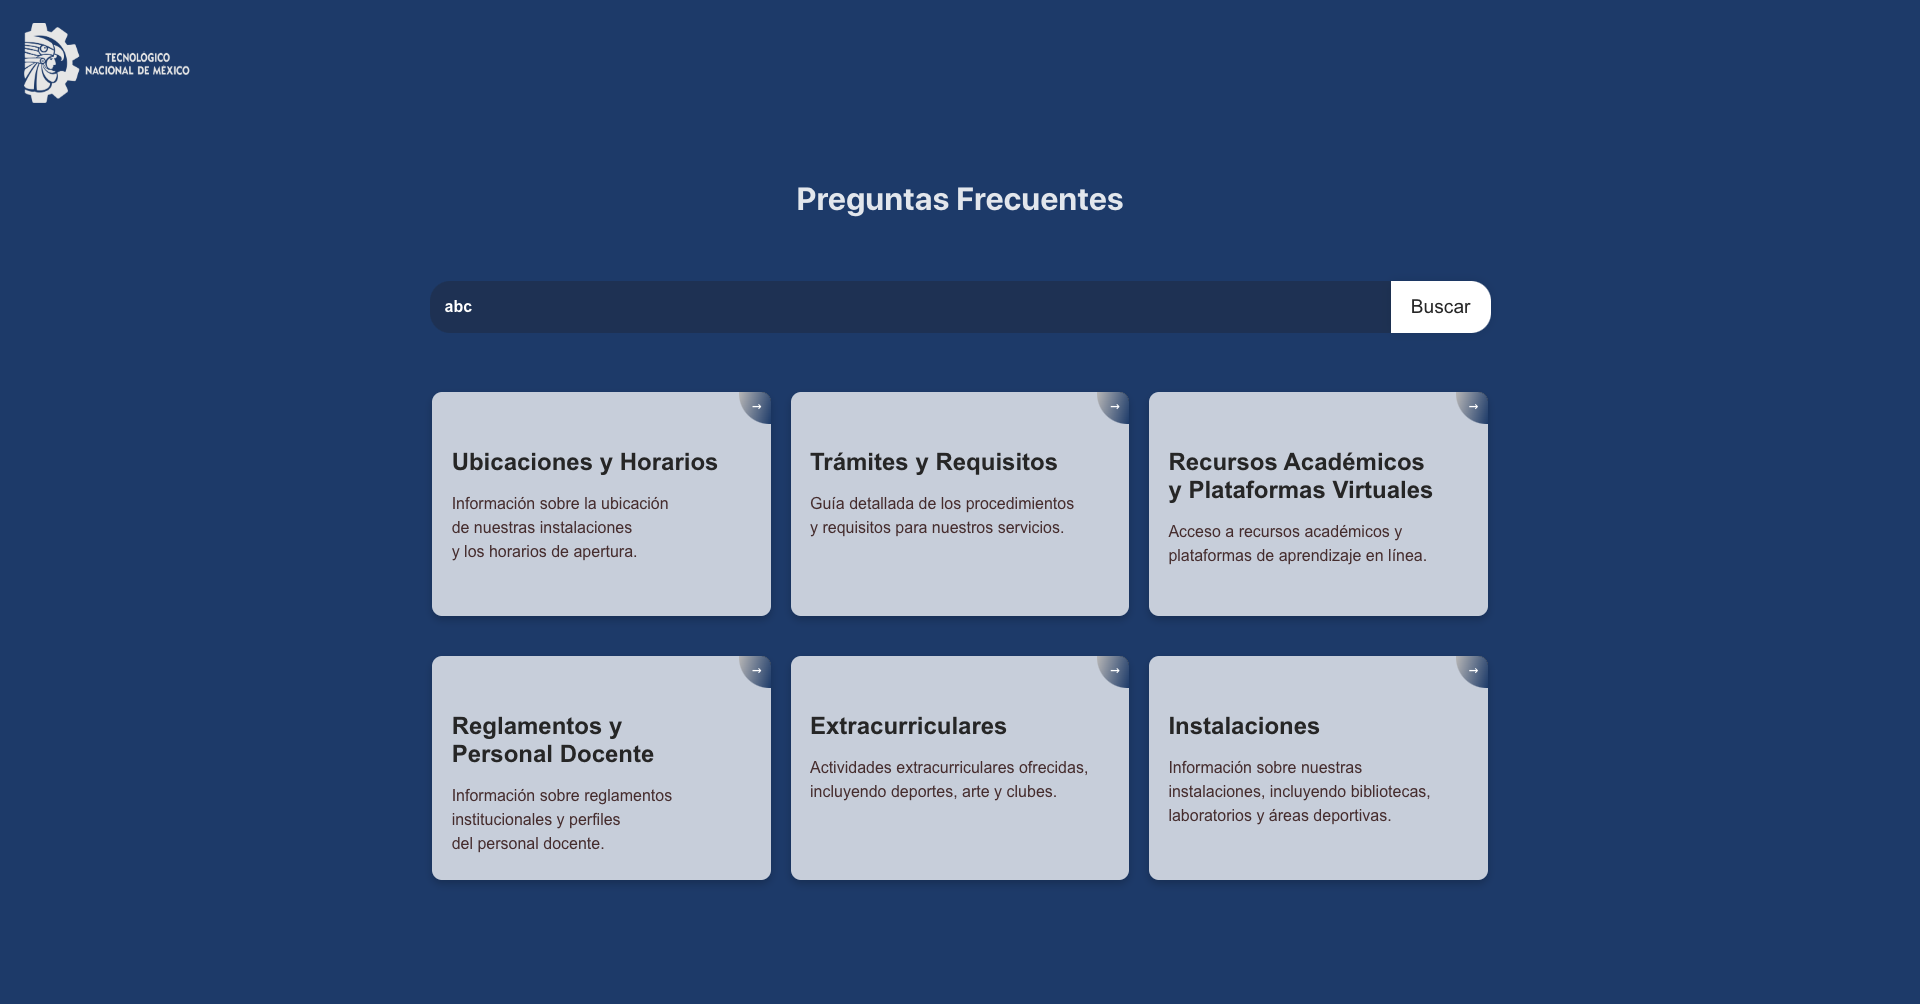 TECNOLÓGICO
NACIONAL DE MÉXICO
Preguntas Frecuentes
abc
Buscar
→
Ubicaciones y Horarios
Información sobre la ubicación
de nuestras instalaciones
y los horarios de apertura.
→
Trámites y Requisitos
Guía detallada de los procedimientos
y requisitos para nuestros servicios.
→
Recursos Académicos
y Plataformas Virtuales
Acceso a recursos académicos y
plataformas de aprendizaje en línea.
→
Reglamentos y
Personal Docente
Información sobre reglamentos
institucionales y perfiles
del personal docente.
→
Extracurriculares
Actividades extracurriculares ofrecidas,
incluyendo deportes, arte y clubes.
→
Instalaciones
Información sobre nuestras
instalaciones, incluyendo bibliotecas,
laboratorios y áreas deportivas.